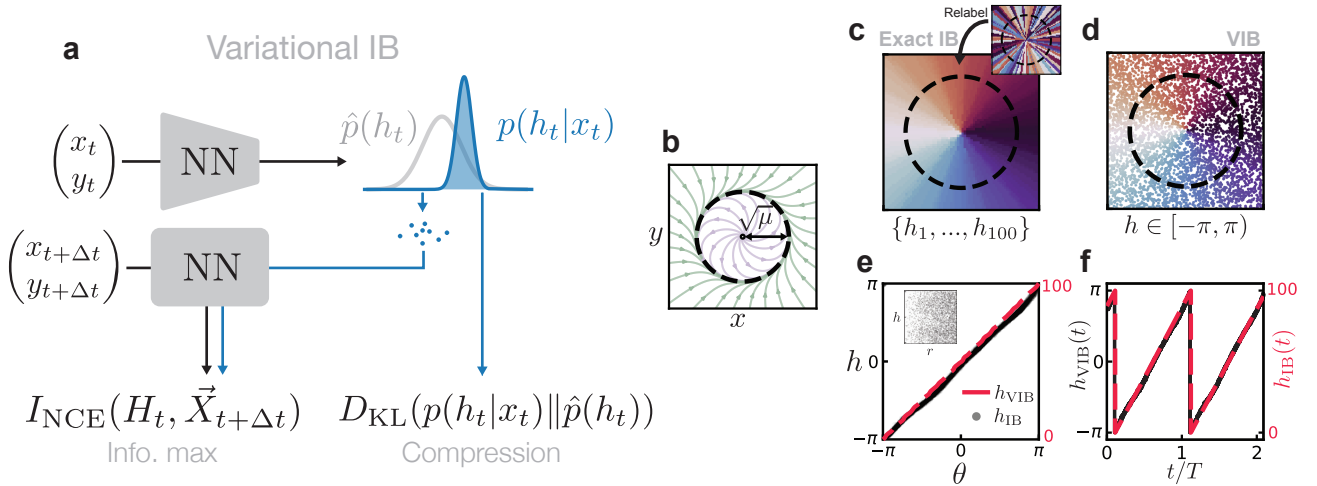 a
Variational IB
x_t
y_t
NN
p̂(h_t)
p(h_t|x_t)
x_{t+Δt}
y_{t+Δt}
NN
I_NCE(H_t, X⃗_{t+Δt})
Info. max
D_KL(p(h_t|x_t)‖p̂(h_t))
Compression
b
√μ
y
x
c
Exact IB
Relabel
{h_1, ..., h_100}
d
VIB
h ∈ [−π, π)
e
π
0
−π
h
h
r
100
0
h_VIB
h_IB
−π
0
π
θ
f
π
0
−π
h_VIB(t)
100
0
h_IB(t)
0
1
2
t/T